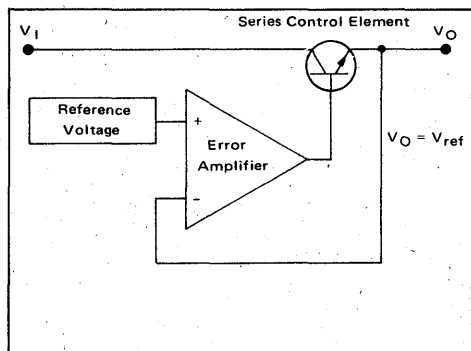 Series Control Element
V_I
V_O
Reference
Voltage
+
Error
Amplifier
−
V_O = V_ref